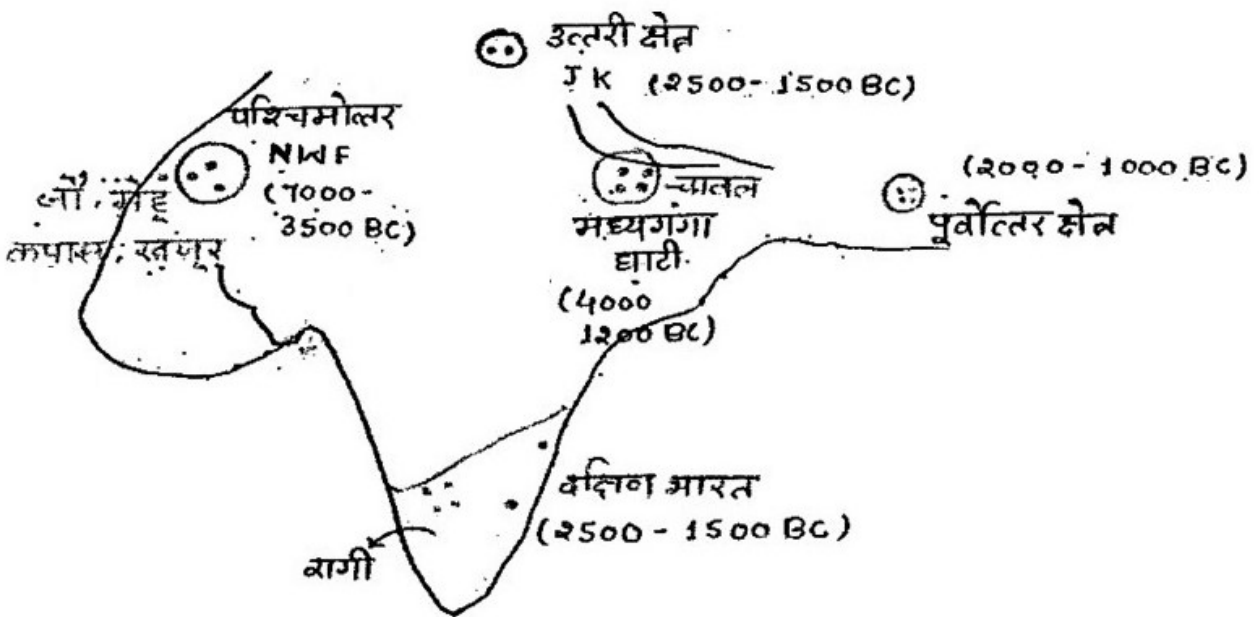 उत्तरी क्षेत्र
J K (2500-1500 BC)
पश्चिमोत्तर
NWF
(7000-
3500 BC)
जौ, गेहूं
कपास, खजूर
चावल
मध्यगंगा
घाटी
(4000
1200 BC)
(2000-1000 BC)
पूर्वोत्तर क्षेत्र
दक्षिण भारत
(2500-1500 BC)
रागी